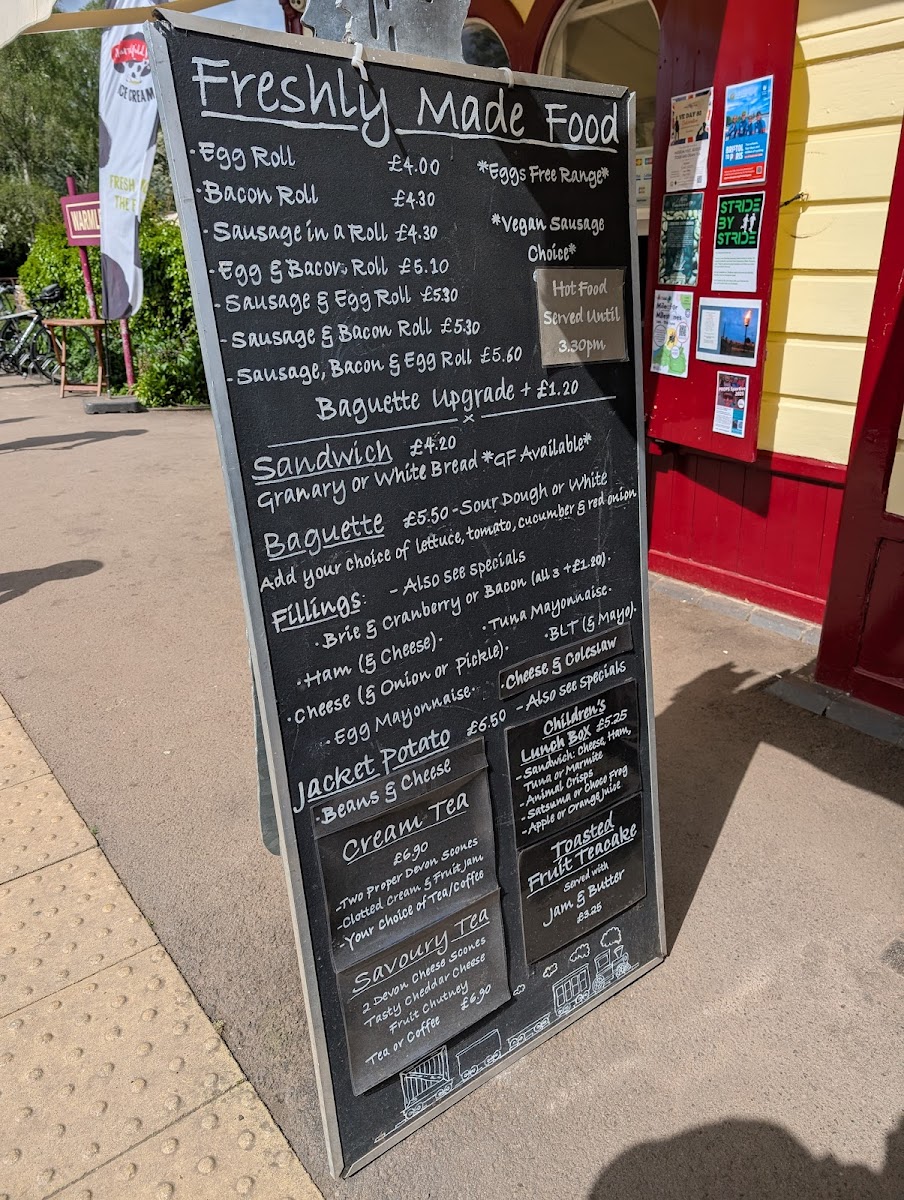 Freshly Made Food
·Egg Roll £4.00
·Bacon Roll £4.30
·Sausage in a Roll £4.30
·Egg & Bacon Roll £5.10
·Sausage & Egg Roll £5.30
·Sausage & Bacon Roll £5.30
·Sausage, Bacon & Egg Roll £5.60
*Eggs Free Range*
*Vegan Sausage
Choice*
Hot Food
Served Until
3.30pm
Baguette Upgrade + £1.20
x
Sandwich £4.20
Granary or White Bread *GF Available*
Baguette £5.50 - Sour Dough or White
Add your choice of lettuce, tomato, cucumber & red onion
Fillings: - Also see specials
·Brie & Cranberry or Bacon (all 3 +£1.20)·
·Ham (& Cheese)· ·Tuna Mayonnaise·
·Cheese (& Onion or Pickle)· ·BLT (& Mayo)·
·Egg Mayonnaise· ·Cheese & Coleslaw
Jacket Potato £6.50 - Also see specials
·Beans & Cheese
Cream Tea
£6.90
-Two Proper Devon Scones
-Clotted Cream & Fruit Jam
-Your choice of Tea/Coffee
Savoury Tea
2 Devon Cheese Scones
Tasty Cheddar Cheese
Fruit Chutney
Tea or Coffee £6.90
Children's
Lunch Box £5.25
- Sandwich: Cheese, Ham,
Tuna or Marmite
- Animal Crisps
- Satsuma or Choco Frog
- Apple or Orange Juice
Toasted
Fruit Teacake
Served with
Jam & Butter
£3.25
ICE CREAM
FRESH
WARML
STRIDE
BY
STRIDE